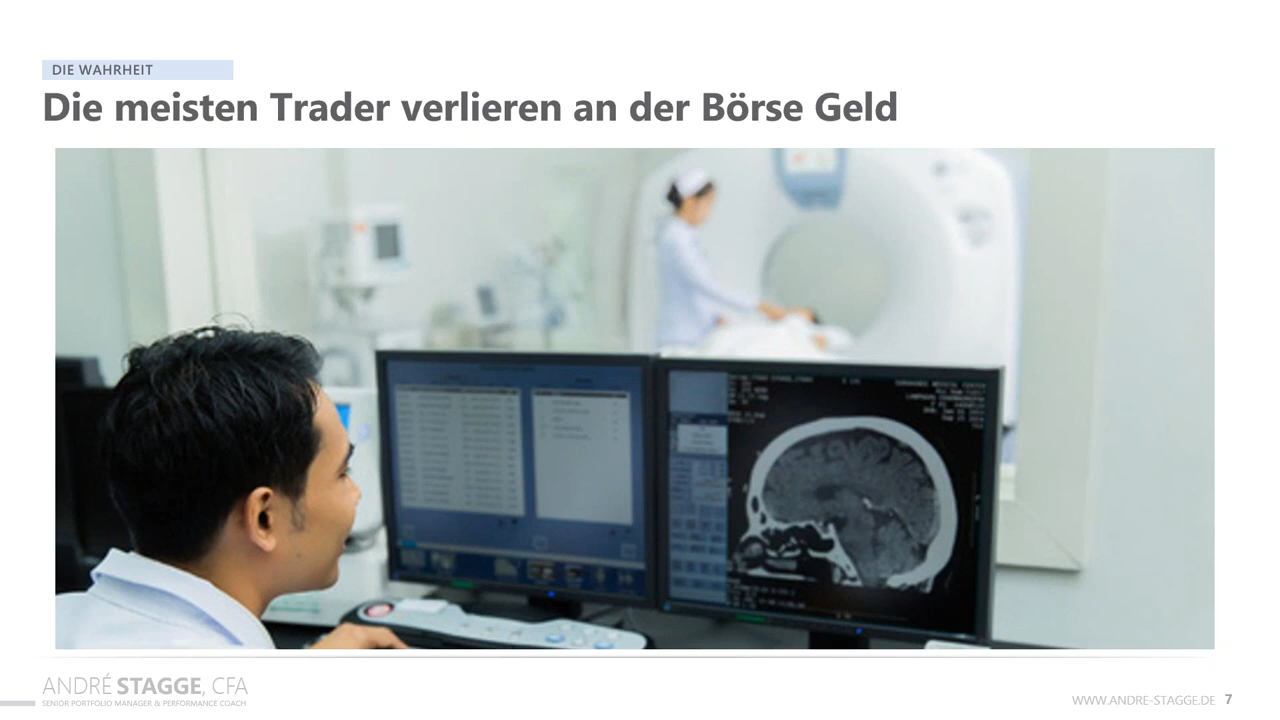 DIE WAHRHEIT
Die meisten Trader verlieren an der Börse Geld
ANDRÉ STAGGE, CFA
SENIOR PORTFOLIO MANAGER & PERFORMANCE COACH
WWW.ANDRE-STAGGE.DE 7